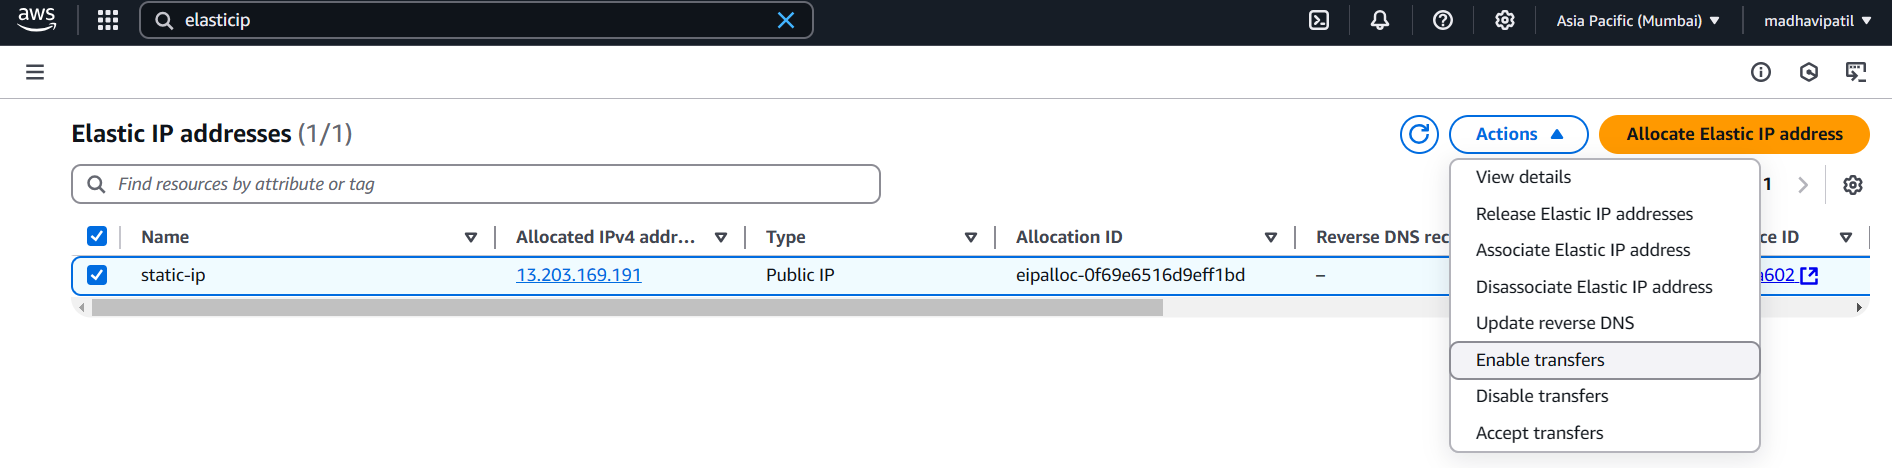 aws
elasticip
Asia Pacific (Mumbai)
madhavipatil
Elastic IP addresses (1/1)
Actions
Allocate Elastic IP address
Find resources by attribute or tag
1
Name
Allocated IPv4 addr...
Type
Allocation ID
Reverse DNS rec
ce ID
static-ip
13.203.169.191
Public IP
eipalloc-0f69e6516d9eff1bd
–
a602
View details
Release Elastic IP addresses
Associate Elastic IP address
Disassociate Elastic IP address
Update reverse DNS
Enable transfers
Disable transfers
Accept transfers